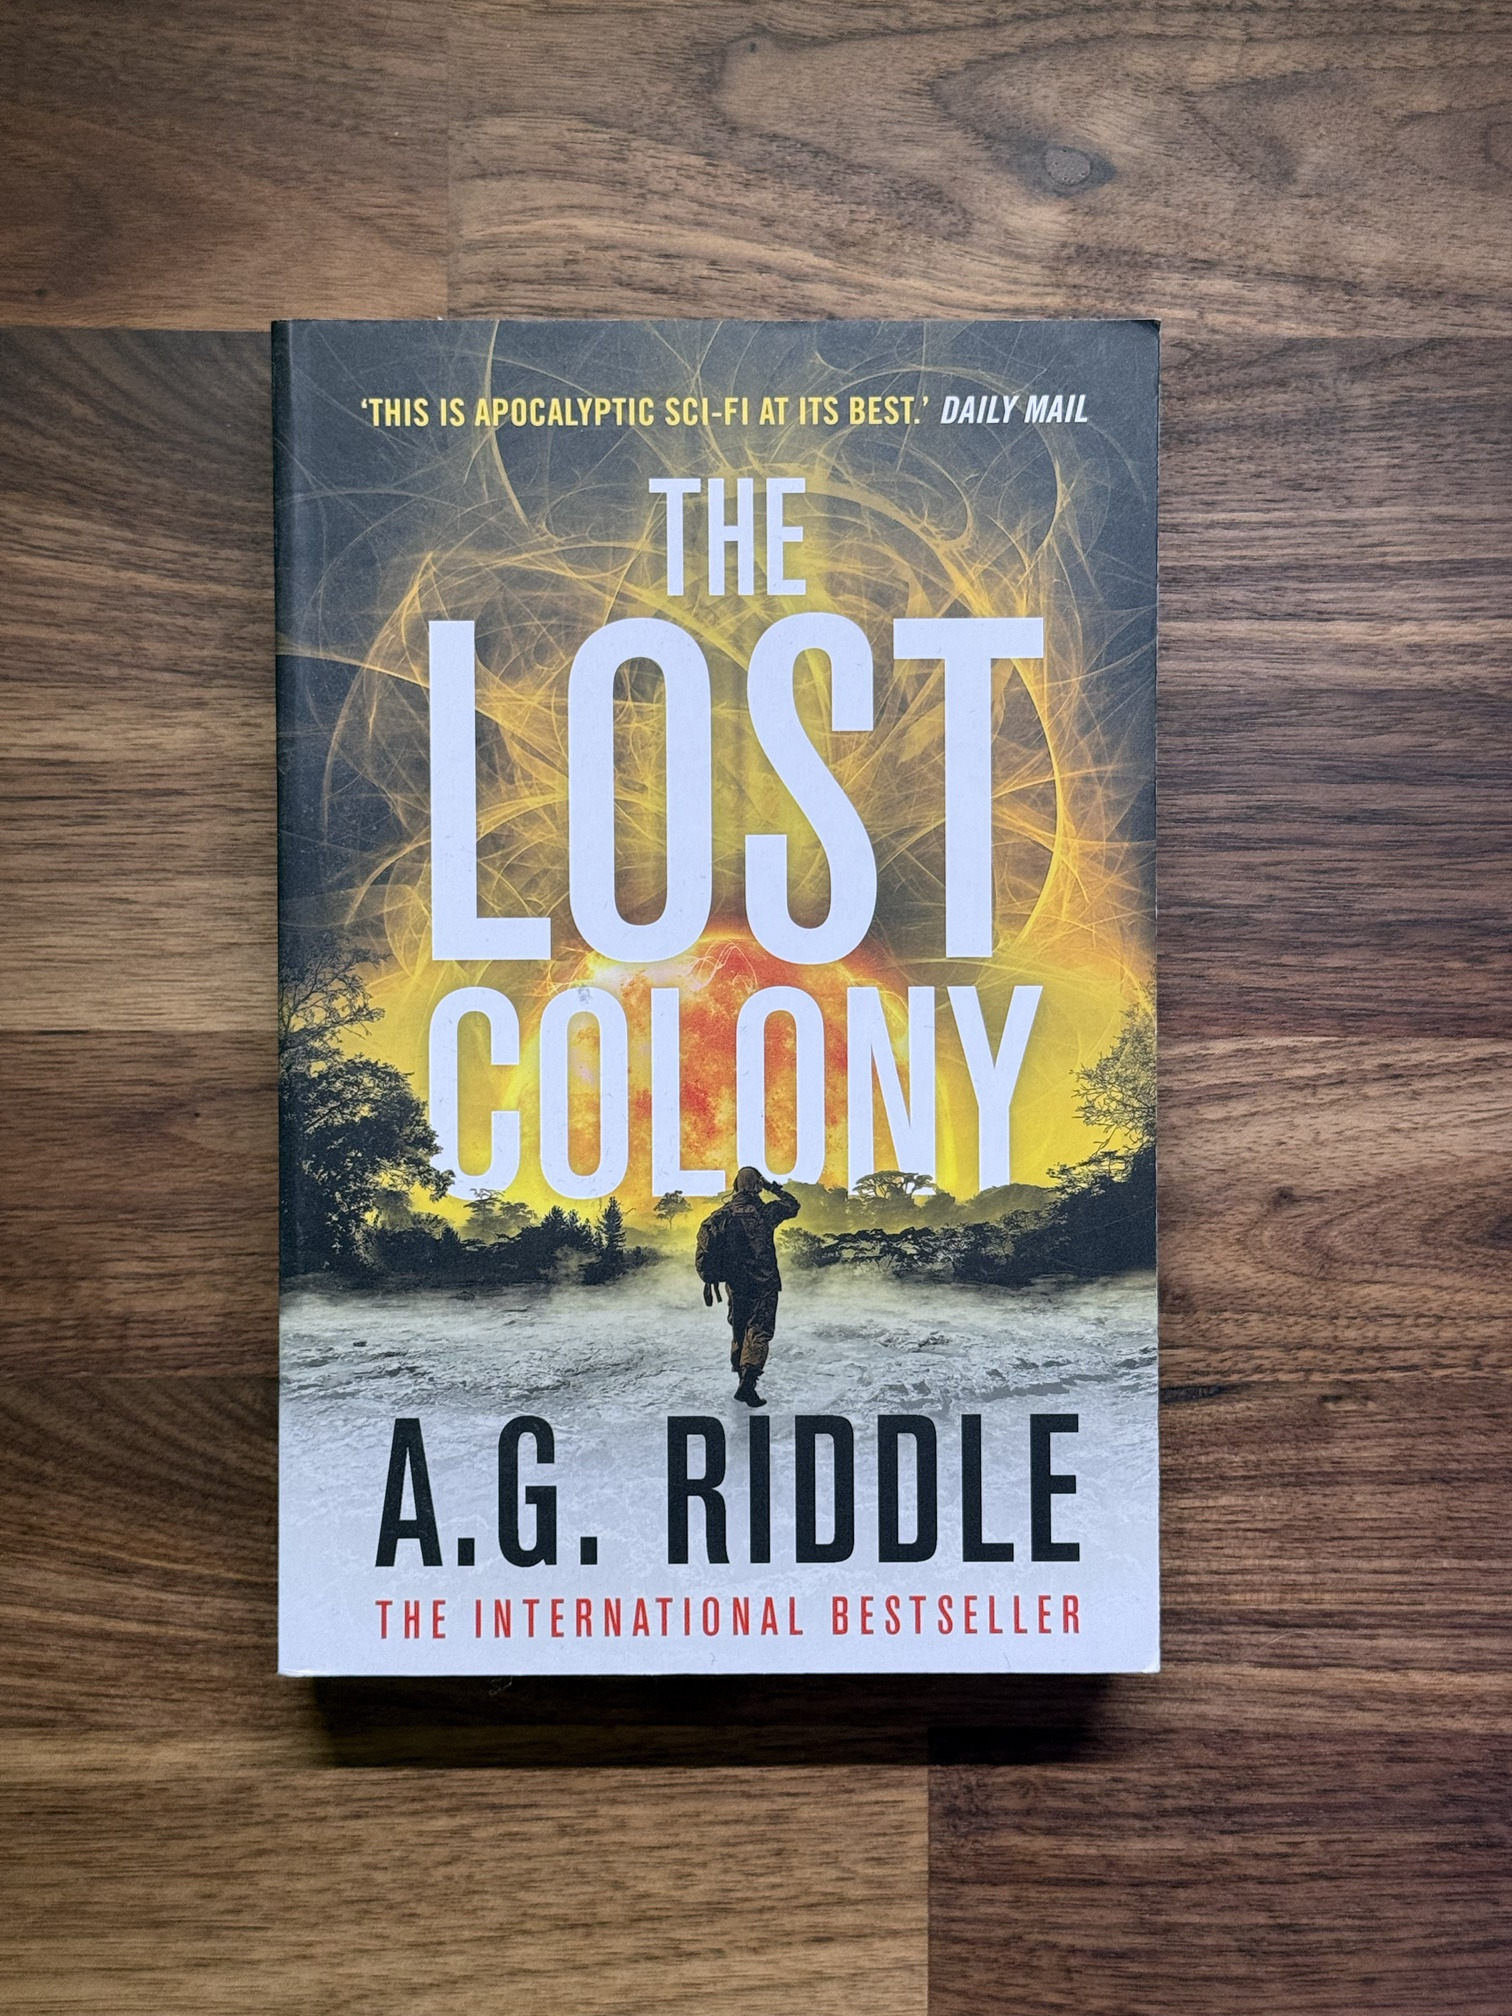 ‘THIS IS APOCALYPTIC SCI-FI AT ITS BEST.’ DAILY MAIL
THE
LOST
COLONY
A.G. RIDDLE
THE INTERNATIONAL BESTSELLER